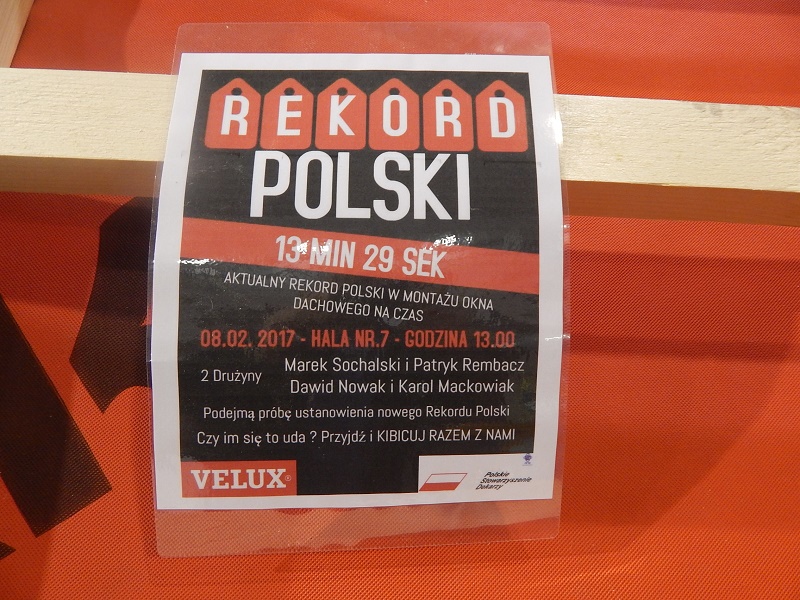 REKORD
POLSKI
13 MIN 29 SEK
AKTUALNY REKORD POLSKI W MONTAŻU OKNA
DACHOWEGO NA CZAS
08.02. 2017 - HALA NR.7 - GODZINA 13.00
2 Drużyny
Marek Sochalski i Patryk Rembacz
Dawid Nowak i Karol Mackowiak
Podejmą próbę ustanowienia nowego Rekordu Polski
Czy im się to uda ? Przyjdź i KIBICUJ RAZEM Z NAMI
VELUX®
Polskie
Stowarzyszenie
Dekarzy